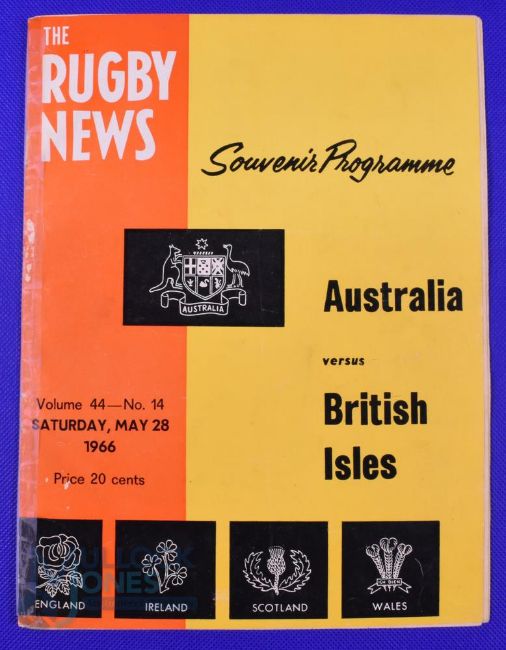 THE
RUGBY
NEWS
Souvenir Programme
AUSTRALIA
Australia
versus
British
Isles
Volume 44—No. 14
SATURDAY, MAY 28
1966
Price 20 cents
ENGLAND
IRELAND
SCOTLAND
WALES